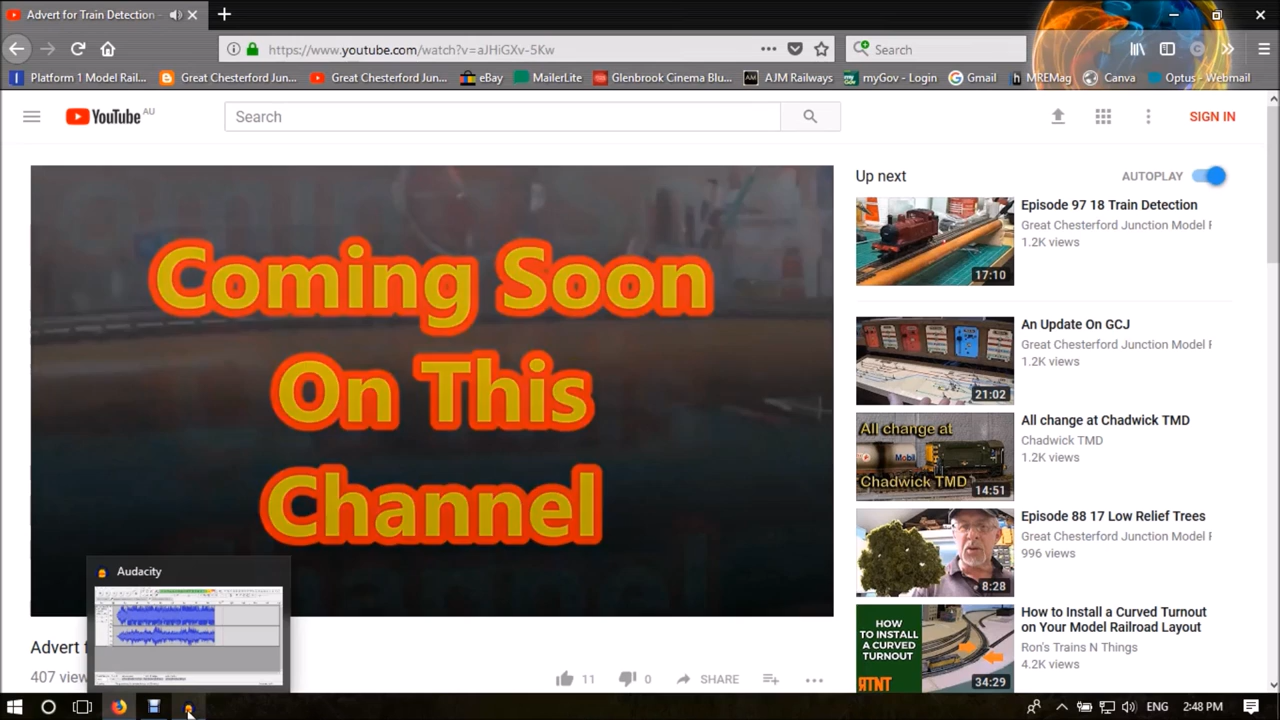 Advert for Train Detection -
https://www.youtube.com/watch?v=aJHiGXv-5Kw
Search
Platform 1 Model Rail...
Great Chesterford Jun...
Great Chesterford Jun...
eBay
MailerLite
Glenbrook Cinema Blu...
AJM Railways
myGov - Login
Gmail
MREMag
Canva
Optus - Webmail
YouTube AU
Search
SIGN IN
Coming Soon
On This
Channel
Up next
AUTOPLAY
Episode 97 18 Train Detection
Great Chesterford Junction Model
1.2K views
17:10
An Update On GCJ
Great Chesterford Junction Model
1.2K views
21:02
All change at Chadwick TMD
Chadwick TMD
1.2K views
All change at
Mobil
Chadwick TMD
14:51
Episode 88 17 Low Relief Trees
Great Chesterford Junction Model
996 views
8:28
How to Install a Curved Turnout
on Your Model Railroad Layout
Ron's Trains N Things
4.2K views
HOW
TO INSTALL
A CURVED
TURNOUT
RTNT
34:29
Audacity
Advert
407
11
0
SHARE
ENG
2:48 PM